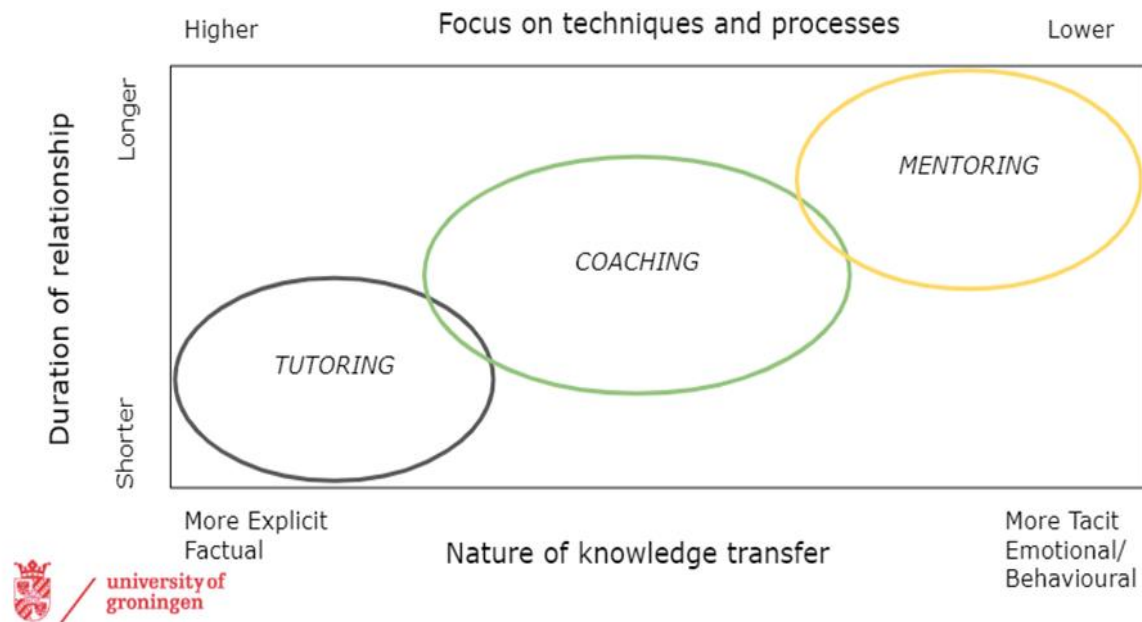 Higher
Focus on techniques and processes
Lower
Duration of relationship
Longer
Shorter
MENTORING
COACHING
TUTORING
More Explicit
Factual
Nature of knowledge transfer
More Tacit
Emotional/
Behavioural
university of
groningen